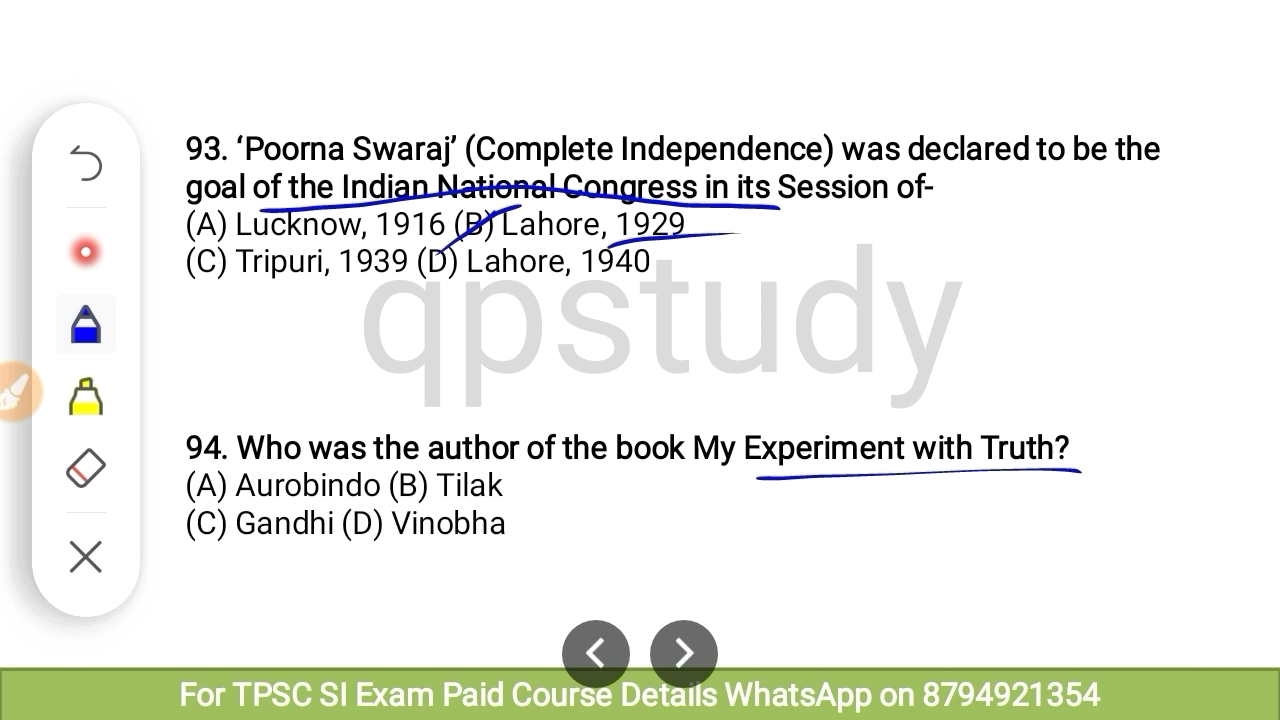 93. ‘Poorna Swaraj’ (Complete Independence) was declared to be the
goal of the Indian National Congress in its Session of-
(A) Lucknow, 1916 (B) Lahore, 1929
(C) Tripuri, 1939 (D) Lahore, 1940
qpstudy
94. Who was the author of the book My Experiment with Truth?
(A) Aurobindo (B) Tilak
(C) Gandhi (D) Vinobha
For TPSC SI Exam Paid Course Details WhatsApp on 8794921354